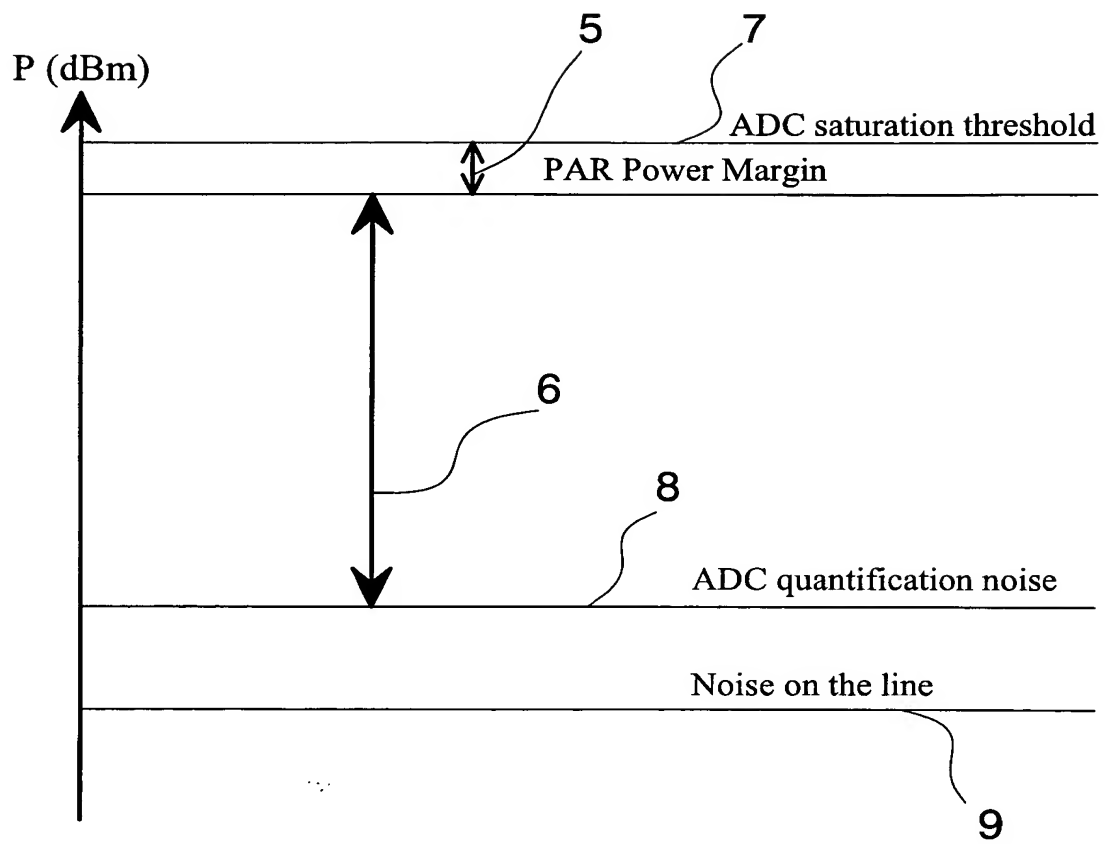 5
7
P (dBm)
ADC saturation threshold
PAR Power Margin
6
8
ADC quantification noise
Noise on the line
9